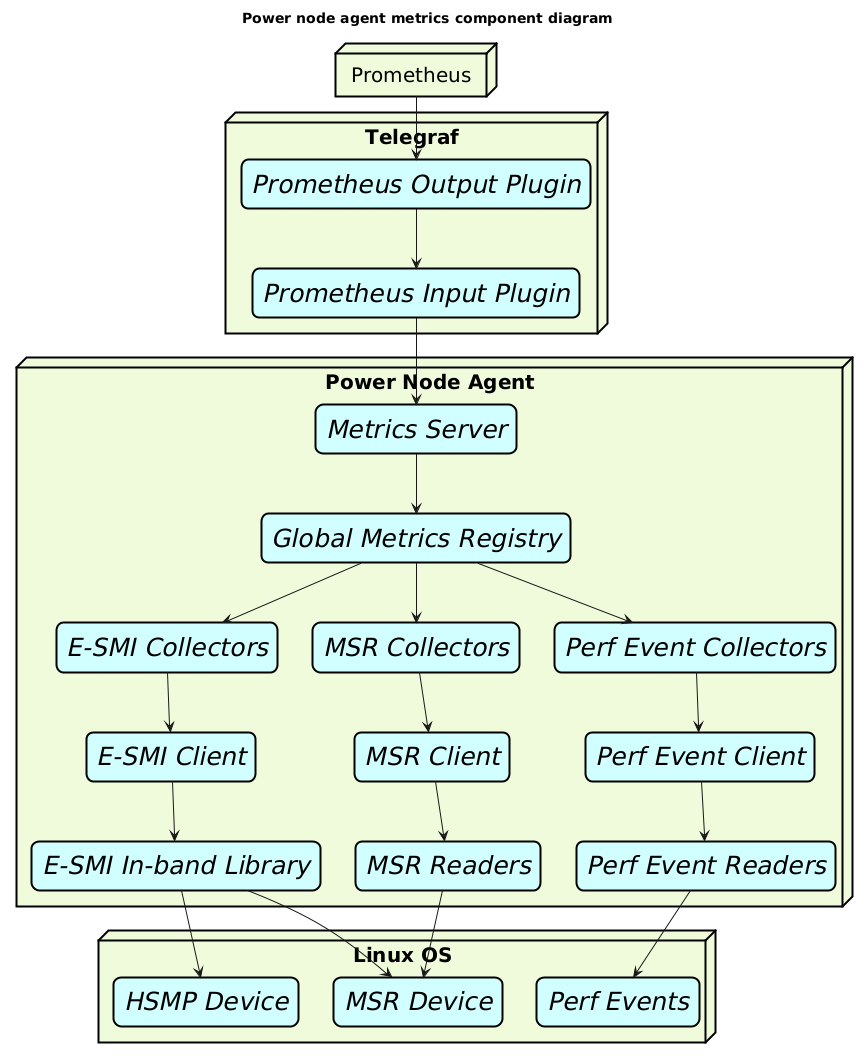 Power node agent metrics component diagram
Prometheus
Telegraf
Prometheus Output Plugin
Prometheus Input Plugin
Power Node Agent
Metrics Server
Global Metrics Registry
E-SMI Collectors
MSR Collectors
Perf Event Collectors
E-SMI Client
MSR Client
Perf Event Client
E-SMI In-band Library
MSR Readers
Perf Event Readers
Linux OS
HSMP Device
MSR Device
Perf Events